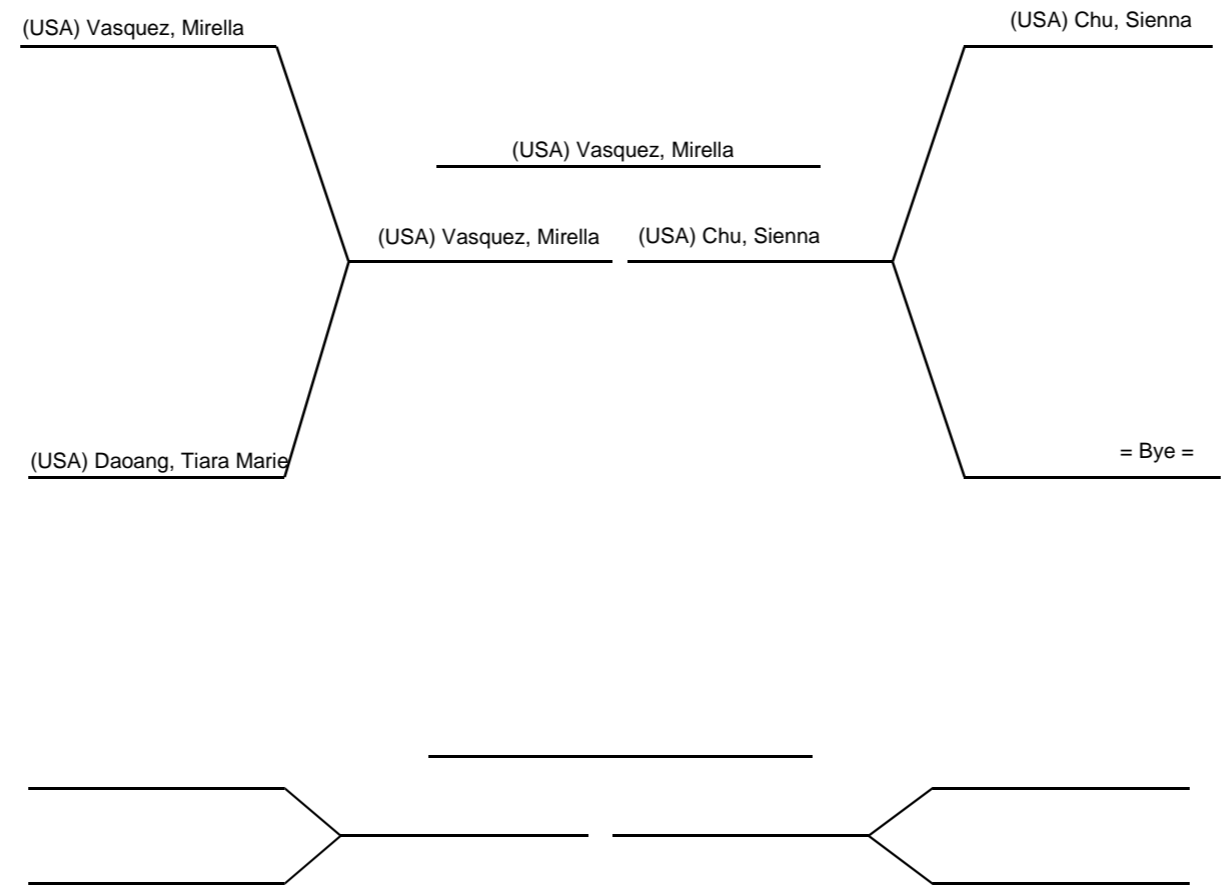 (USA) Vasquez, Mirella
(USA) Chu, Sienna
(USA) Vasquez, Mirella
(USA) Vasquez, Mirella
(USA) Chu, Sienna
(USA) Daoang, Tiara Marie
= Bye =